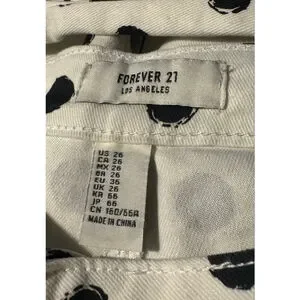 FOREVER 21
LOS ANGELES
US 26
CA 26
MX 26
BR 26
EU 36
UK 26
KR 66
JP 66
CN 160/66A
MADE IN CHINA